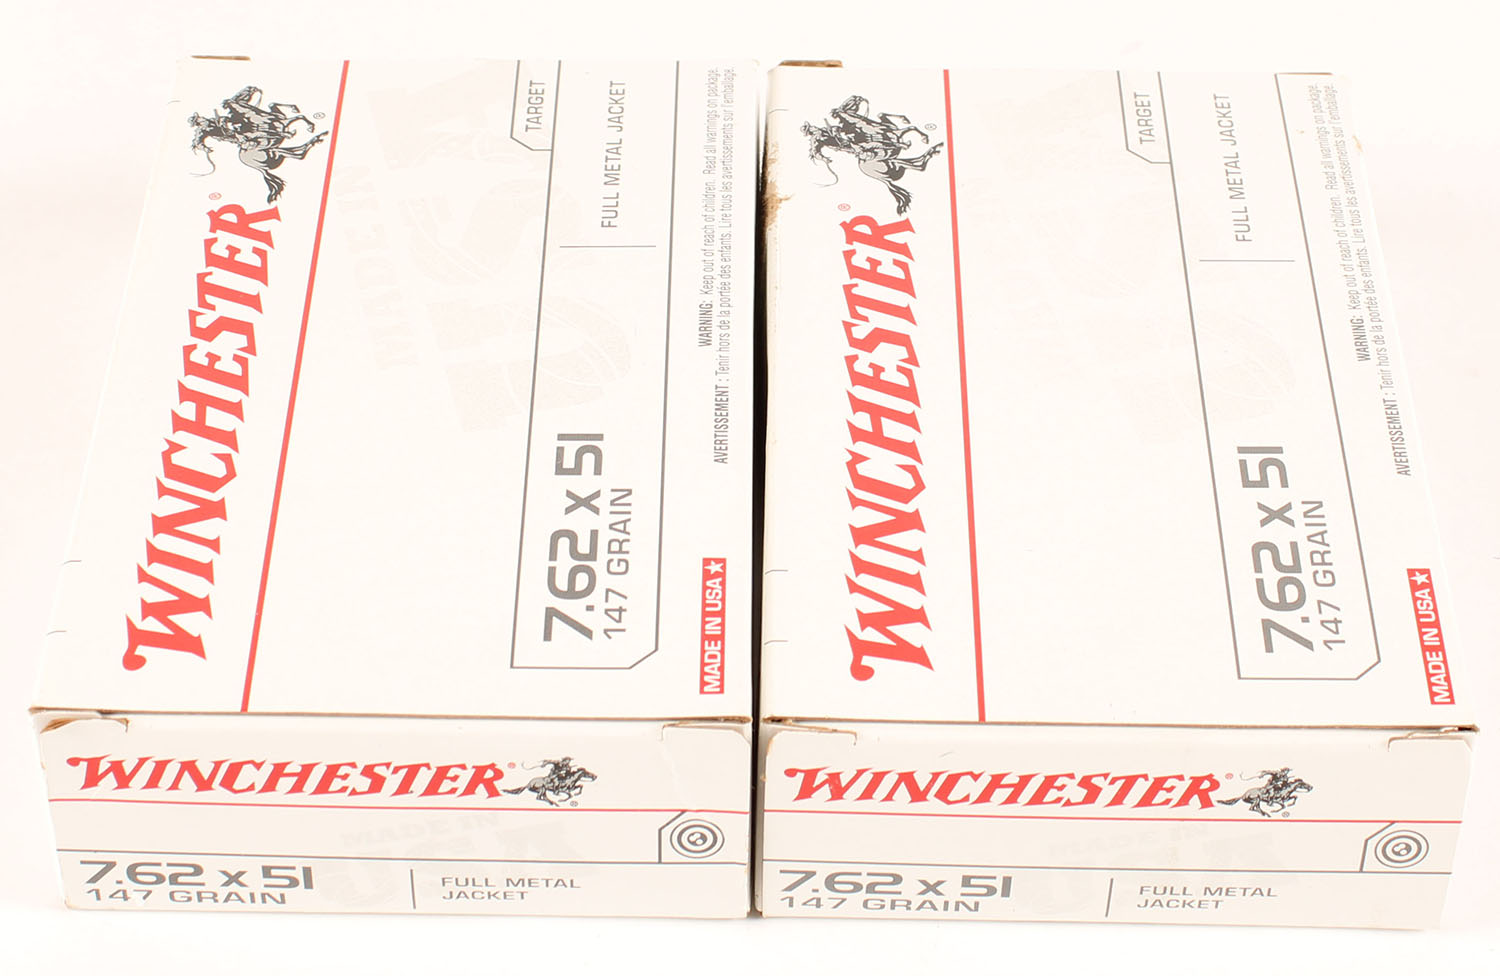 WINCHESTER®
TARGET
FULL METAL JACKET
7.62 x 51
147 GRAIN
WARNING: Keep out of reach of children. Read all warnings on package.
AVERTISSEMENT : Tenir hors de la portée des enfants. Lire tous les avertissements sur l'emballage.
MADE IN USA
WINCHESTER®
7.62 x 51
147 GRAIN
FULL METAL
JACKET
WINCHESTER®
TARGET
FULL METAL JACKET
7.62 x 51
147 GRAIN
WARNING: Keep out of reach of children. Read all warnings on package.
AVERTISSEMENT : Tenir hors de la portée des enfants. Lire tous les avertissements sur l'emballage.
MADE IN USA
WINCHESTER®
7.62 x 51
147 GRAIN
FULL METAL
JACKET